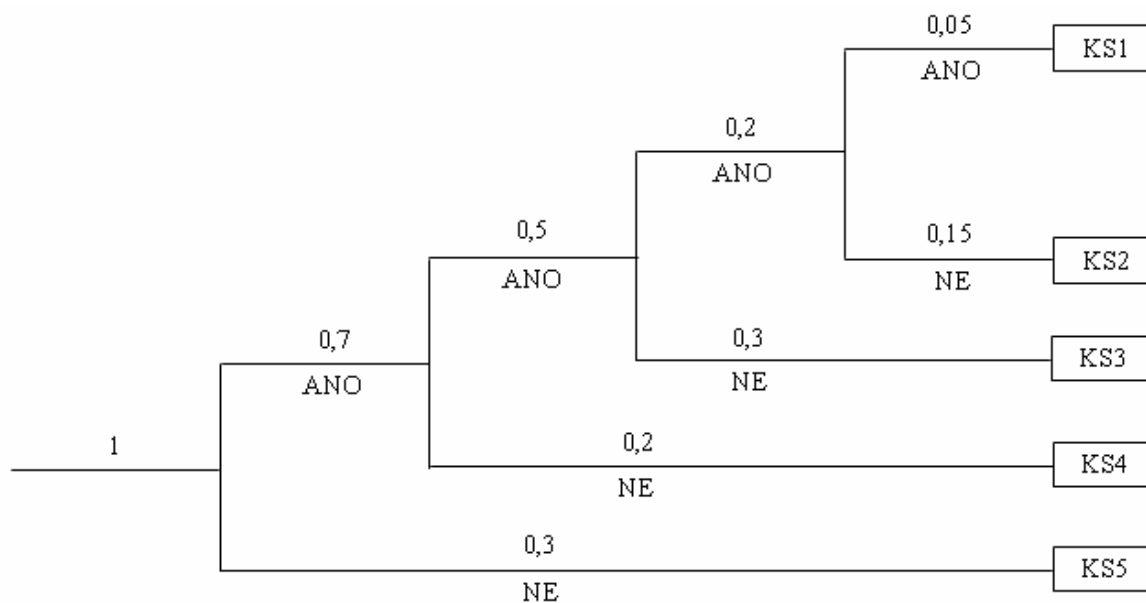 0,05
KS1
ANO
0,2
ANO
0,15
KS2
NE
0,5
ANO
0,3
KS3
NE
0,7
ANO
0,2
KS4
NE
1
0,3
KS5
NE